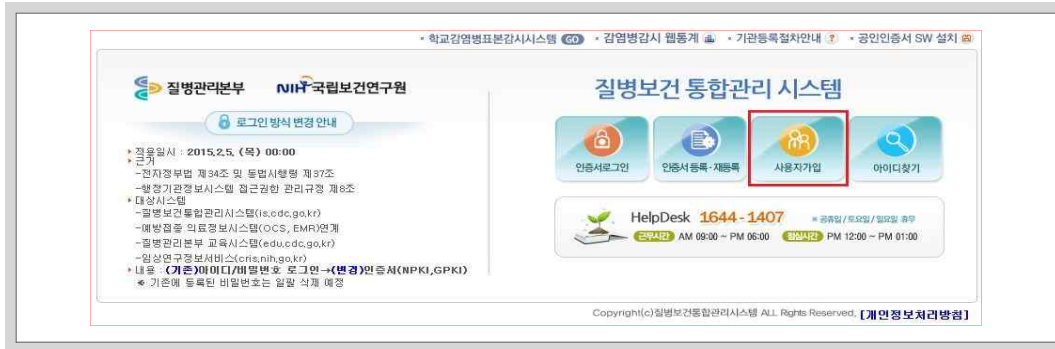 학교감염병표본감시시스템 GO 감염병감시 웹통계 기관등록절차안내 ? 공인인증서 SW 설치
질병관리본부 NIH 국립보건연구원
로그인 방식 변경 안내
적용일시 : 2015.2.5. (목) 00:00
근거
-전자정부법 제34조 및 동법시행령 제37조
-행정기관정보시스템 접근권한 관리규정 제8조
대상시스템
-질병보건통합관리시스템(is.cdc.go.kr)
-예방접종 의료정보시스템(OCS, EMR)연계
-질병관리본부 교육시스템(edu.cdc.go.kr)
-임상연구정보서비스(cris.nih.go.kr)
내용 : (기존)아이디/비밀번호 로그인→(변경)인증서(NPKI,GPKI)
※ 기존에 등록된 비밀번호는 일괄 삭제 예정
질병보건 통합관리 시스템
인증서로그인 인증서등록·재등록 사용자가입 아이디찾기
HelpDesk 1644-1407 ※ 공휴일/토요일/일요일 휴무
근무시간 AM 09:00 ~ PM 06:00 점심시간 PM 12:00 ~ PM 01:00
Copyright(c)질병보건통합관리시스템 ALL Rights Reserved. [개인정보처리방침]